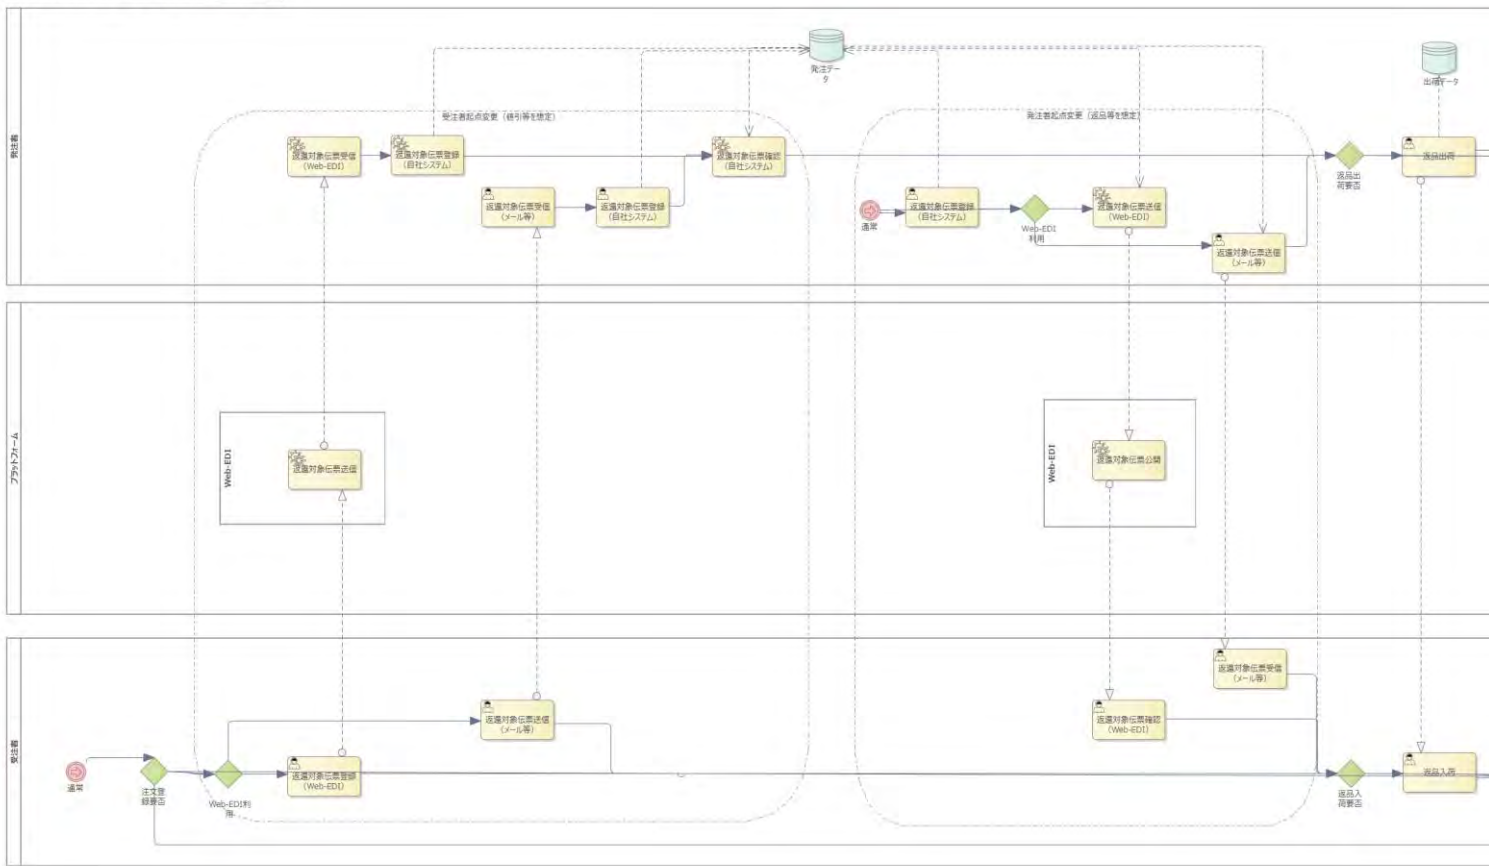 発注者
発注デー
タ
出荷データ
受注者起点変更（値引等を想定）
発注者起点変更（返品等を想定）
返還対象伝票受信
(Web-EDI)
返還対象伝票登録
(自社システム)
返還対象伝票確認
(自社システム)
返品出
荷要否
返品出荷
返還対象伝票受信
(メール等)
返還対象伝票登録
(自社システム)
通常
返還対象伝票登録
(自社システム)
Web-EDI
利用
返還対象伝票送信
(Web-EDI)
返還対象伝票送信
(メール等)
プラットフォーム
Web-EDI
返還対象伝票送信
Web-EDI
返還対象伝票公開
受注者
返還対象伝票受信
(メール等)
返還対象伝票送信
(メール等)
返還対象伝票確認
(Web-EDI)
通常
注文登
録要否
Web-EDI利
用
返還対象伝票登録
(Web-EDI)
返品入
荷要否
返品入荷